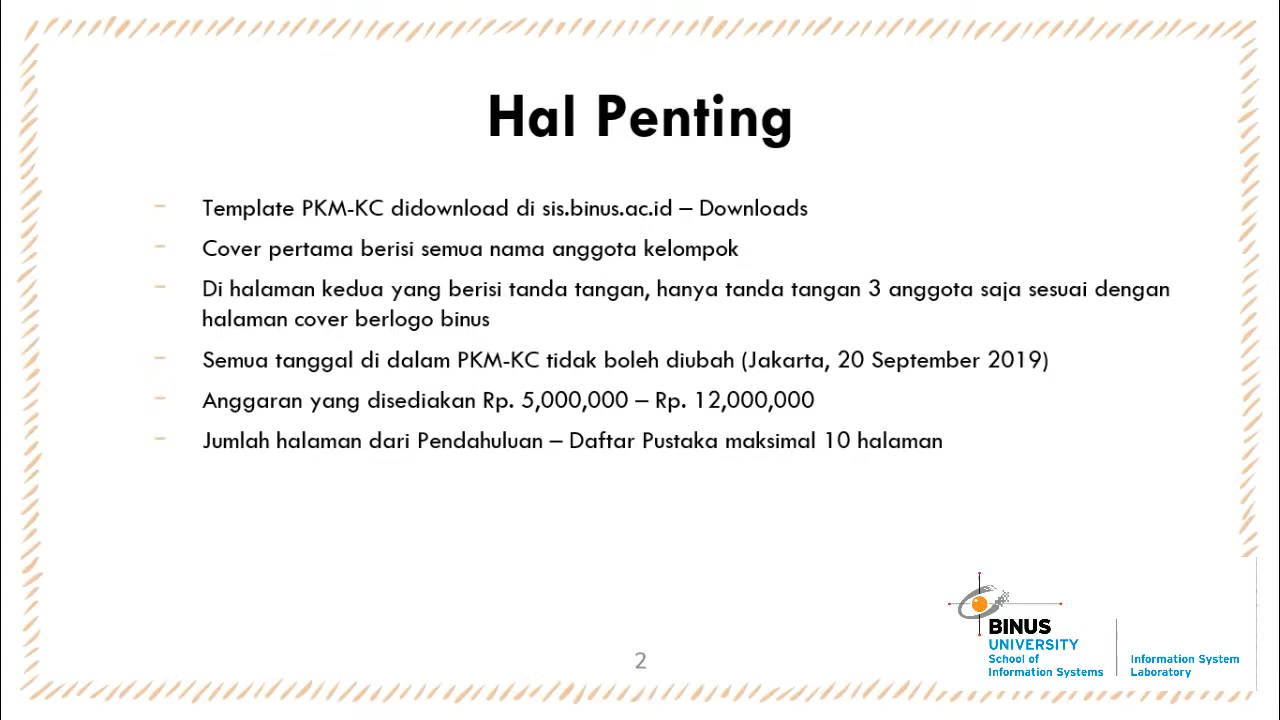 Hal Penting
– Template PKM-KC didownload di sis.binus.ac.id – Downloads
– Cover pertama berisi semua nama anggota kelompok
– Di halaman kedua yang berisi tanda tangan, hanya tanda tangan 3 anggota saja sesuai dengan
halaman cover berlogo binus
– Semua tanggal di dalam PKM-KC tidak boleh diubah (Jakarta, 20 September 2019)
– Anggaran yang disediakan Rp. 5,000,000 – Rp. 12,000,000
– Jumlah halaman dari Pendahuluan – Daftar Pustaka maksimal 10 halaman
2
BINUS
UNIVERSITY
School of
Information Systems
Information System
Laboratory